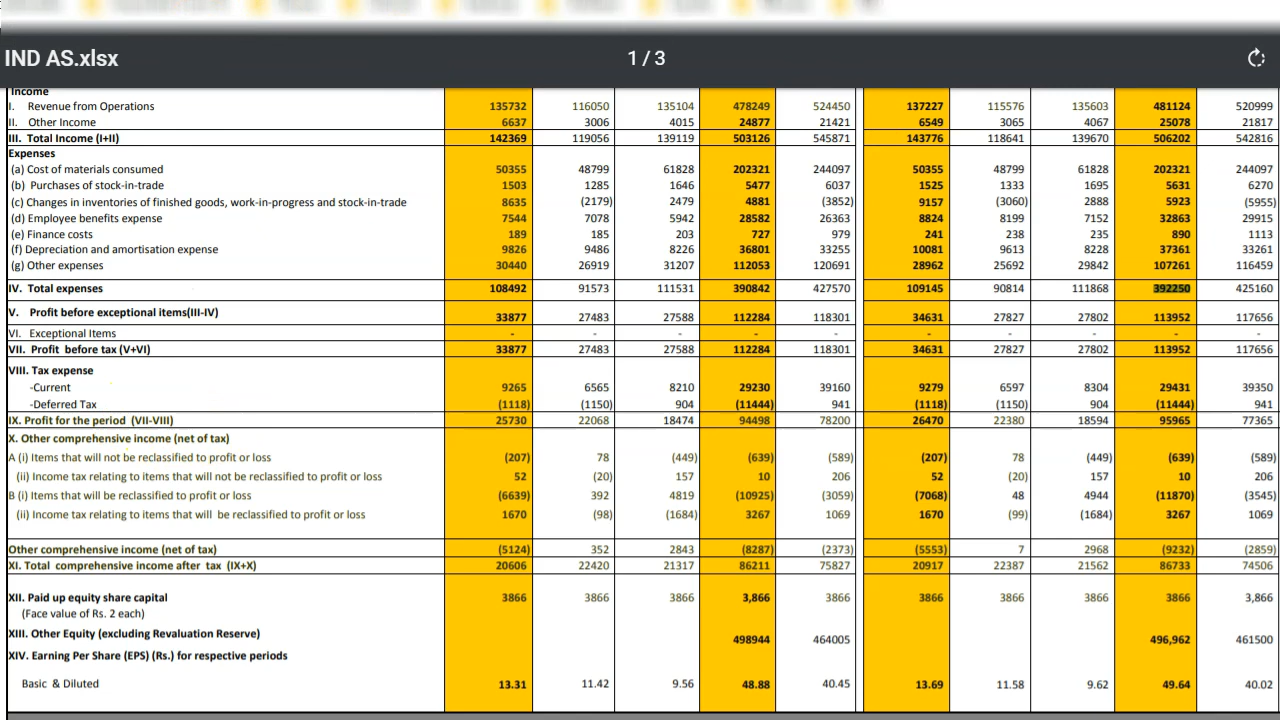 IND AS.xlsx 1 / 3
Income
I. Revenue from Operations 135732 116050 135104 478249 524450 137227 115576 135603 481124 520999
II. Other Income 6637 3006 4015 24877 21421 6549 3065 4067 25078 21817
III. Total Income (I+II) 142369 119056 139119 503126 545871 143776 118641 139670 506202 542816
Expenses
(a) Cost of materials consumed 50355 48799 61828 202321 244097 50355 48799 61828 202321 244097
(b) Purchases of stock-in-trade 1503 1285 1646 5477 6037 1525 1333 1695 5631 6270
(c) Changes in inventories of finished goods, work-in-progress and stock-in-trade 8635 (2179) 2479 4881 (3852) 9157 (3060) 2888 5923 (5955)
(d) Employee benefits expense 7544 7078 5942 28582 26363 8824 8199 7152 32863 29915
(e) Finance costs 189 185 203 727 979 241 238 235 890 1113
(f) Depreciation and amortisation expense 9826 9486 8226 36801 33255 10081 9613 8228 37361 33261
(g) Other expenses 30440 26919 31207 112053 120691 28962 25692 29842 107261 116459
IV. Total expenses 108492 91573 111531 390842 427570 109145 90814 111868 392250 425160
V. Profit before exceptional items(III-IV) 33877 27483 27588 112284 118301 34631 27827 27802 113952 117656
VI. Exceptional Items - - - - - - - - - -
VII. Profit before tax (V+VI) 33877 27483 27588 112284 118301 34631 27827 27802 113952 117656
VIII. Tax expense
-Current 9265 6565 8210 29230 39160 9279 6597 8304 29431 39350
-Deferred Tax (1118) (1150) 904 (11444) 941 (1118) (1150) 904 (11444) 941
IX. Profit for the period (VII-VIII) 25730 22068 18474 94498 78200 26470 22380 18594 95965 77365
X. Other comprehensive income (net of tax)
A (i) Items that will not be reclassified to profit or loss (207) 78 (449) (639) (589) (207) 78 (449) (639) (589)
(ii) Income tax relating to items that will not be reclassified to profit or loss 52 (20) 157 10 206 52 (20) 157 10 206
B (i) Items that will be reclassified to profit or loss (6639) 392 4819 (10925) (3059) (7068) 48 4944 (11870) (3545)
(ii) Income tax relating to items that will be reclassified to profit or loss 1670 (98) (1684) 3267 1069 1670 (99) (1684) 3267 1069
Other comprehensive income (net of tax) (5124) 352 2843 (8287) (2373) (5553) 7 2968 (9232) (2859)
XI. Total comprehensive income after tax (IX+X) 20606 22420 21317 86211 75827 20917 22387 21562 86733 74506
XII. Paid up equity share capital 3866 3866 3866 3,866 3866 3866 3866 3866 3866 3,866
(Face value of Rs. 2 each)
XIII. Other Equity (excluding Revaluation Reserve) 498944 464005 496,962 461500
XIV. Earning Per Share (EPS) (Rs.) for respective periods
Basic & Diluted 13.31 11.42 9.56 48.88 40.45 13.69 11.58 9.62 49.64 40.02